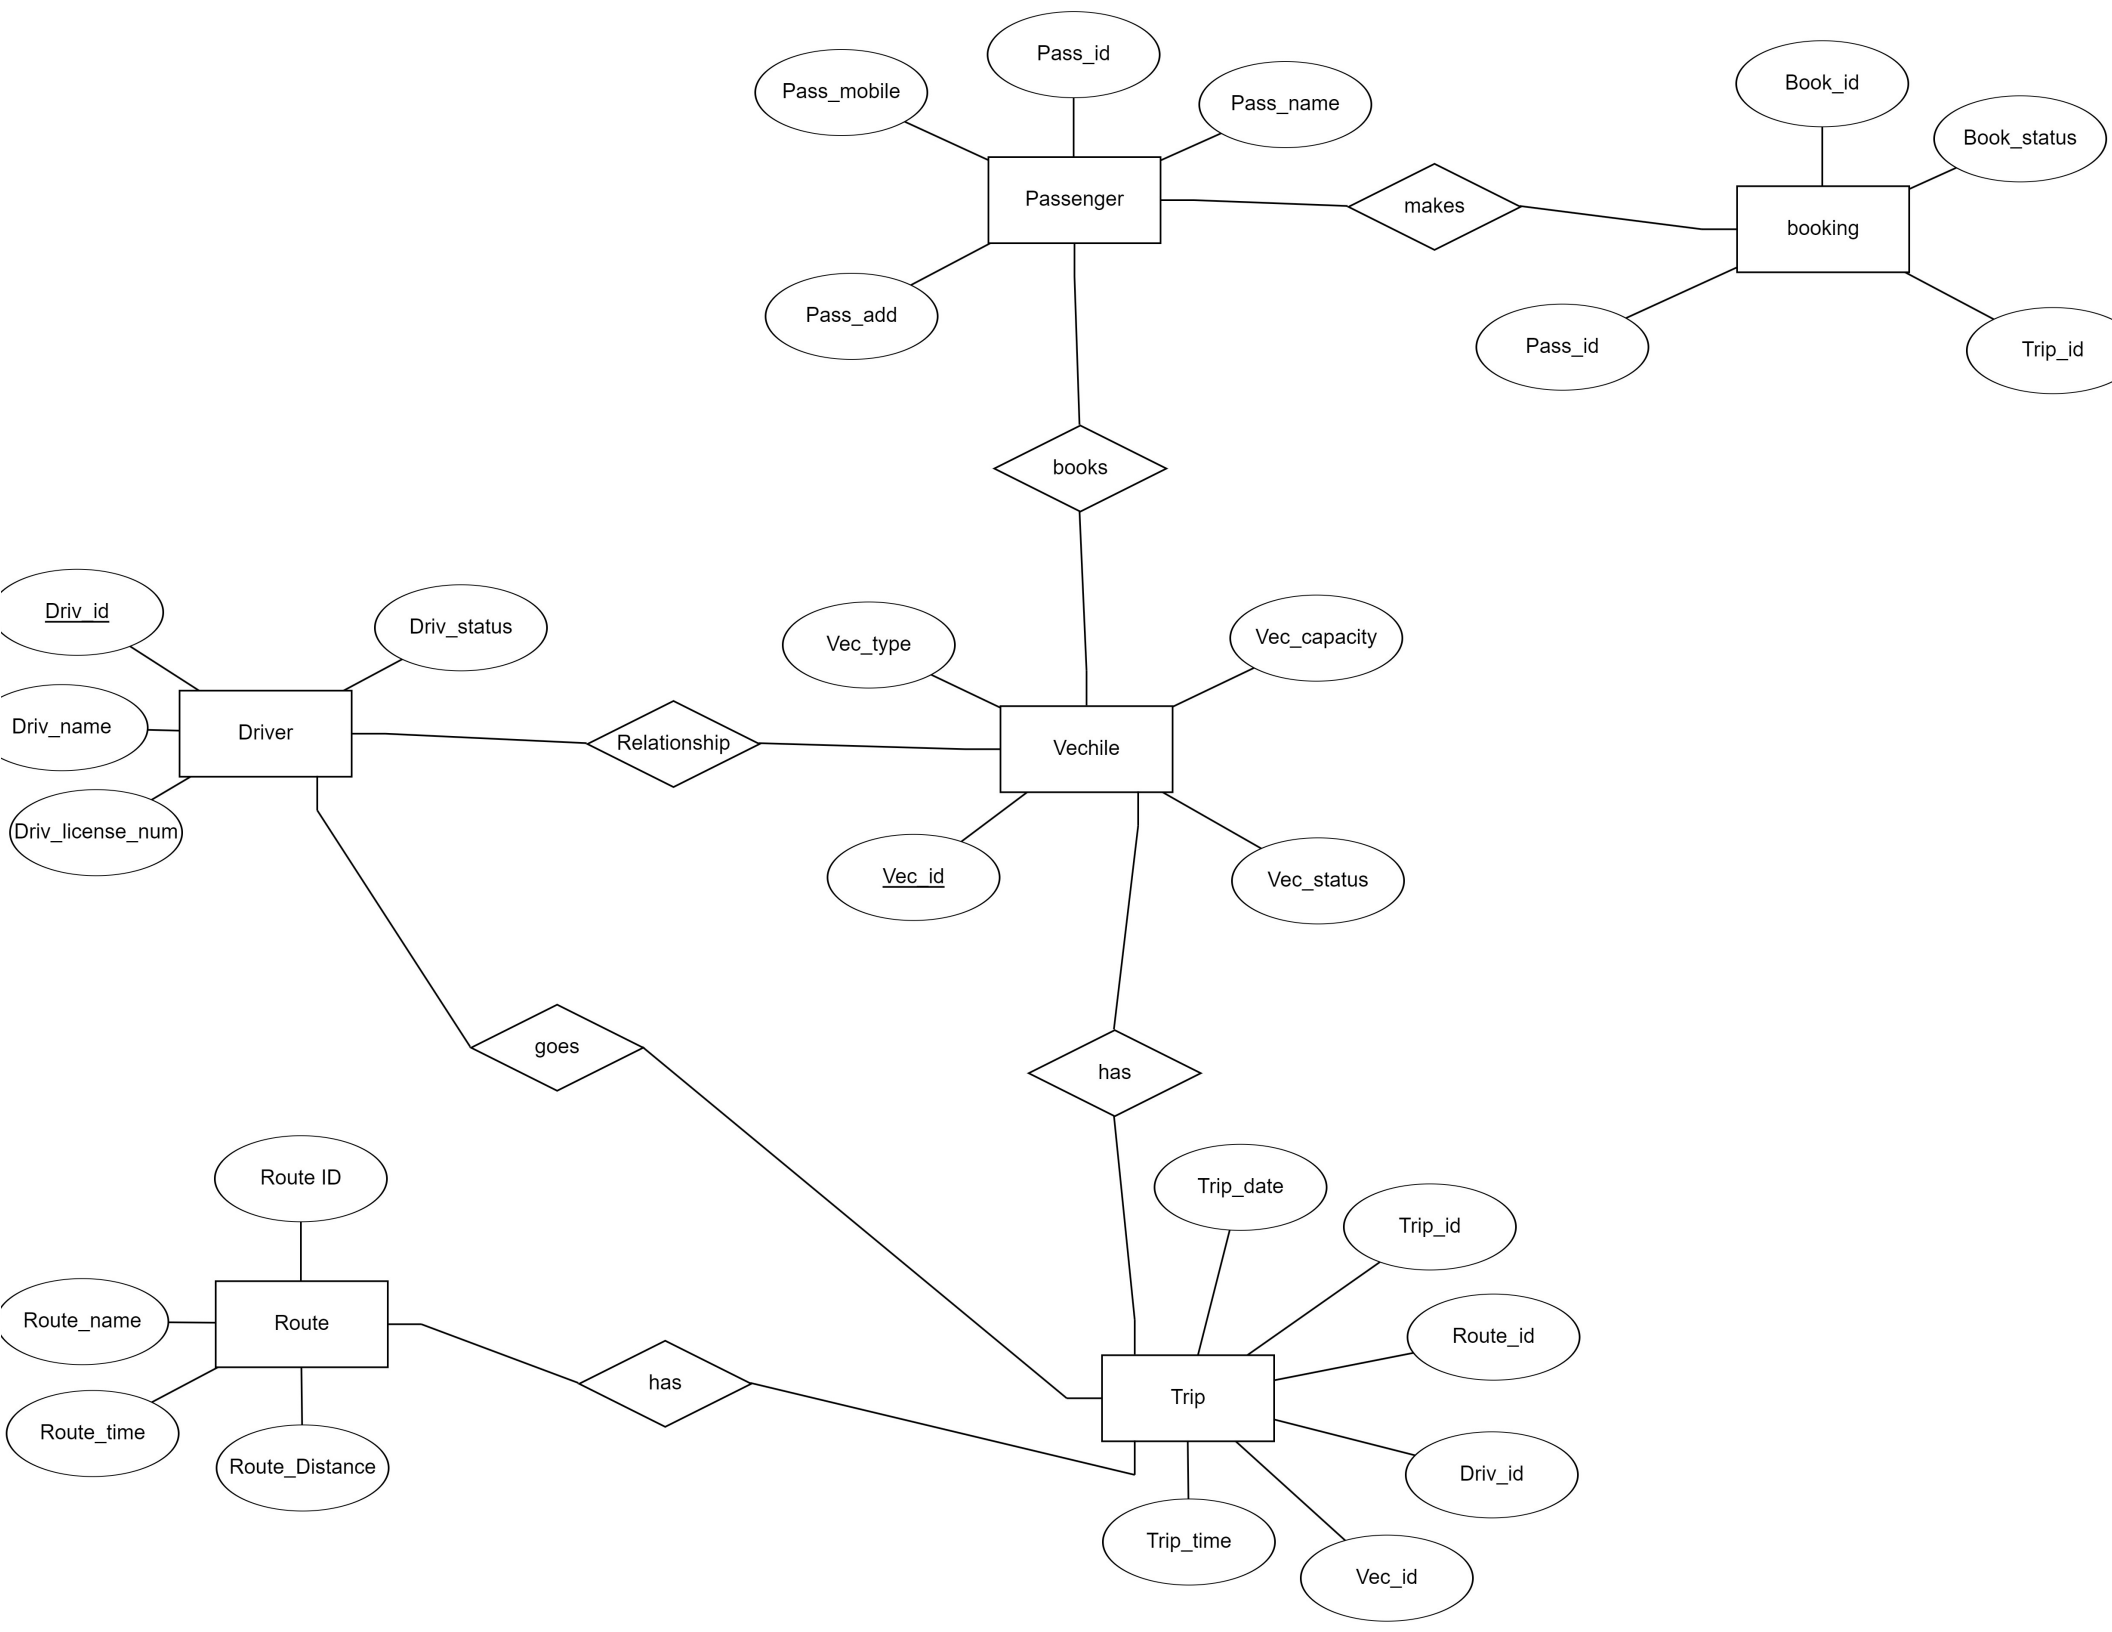 Pass_id
Book_id
Pass_mobile
Pass_name
Book_status
Passenger
makes
booking
Pass_add
Pass_id
Trip_id
books
Driv_id
Driv_status
Vec_type
Vec_capacity
Driv_name
Driver
Relationship
Vechile
Driv_license_num
Vec_id
Vec_status
goes
has
Route ID
Trip_date
Trip_id
Route_name
Route
Route_id
has
Trip
Route_time
Route_Distance
Driv_id
Trip_time
Vec_id